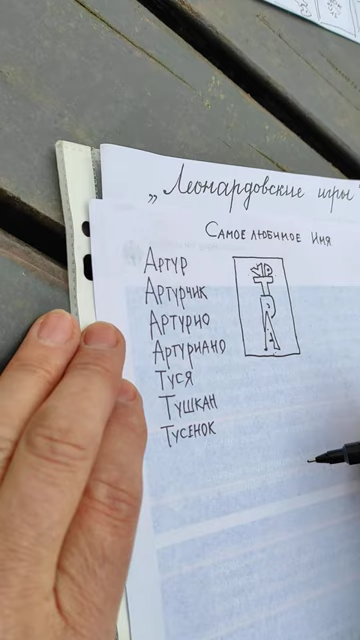 „Леонардовские игры
Самое любимое имя
Артур
Артурчик
Артурио
Артуриано
Туся
Тушкан
Тусенок